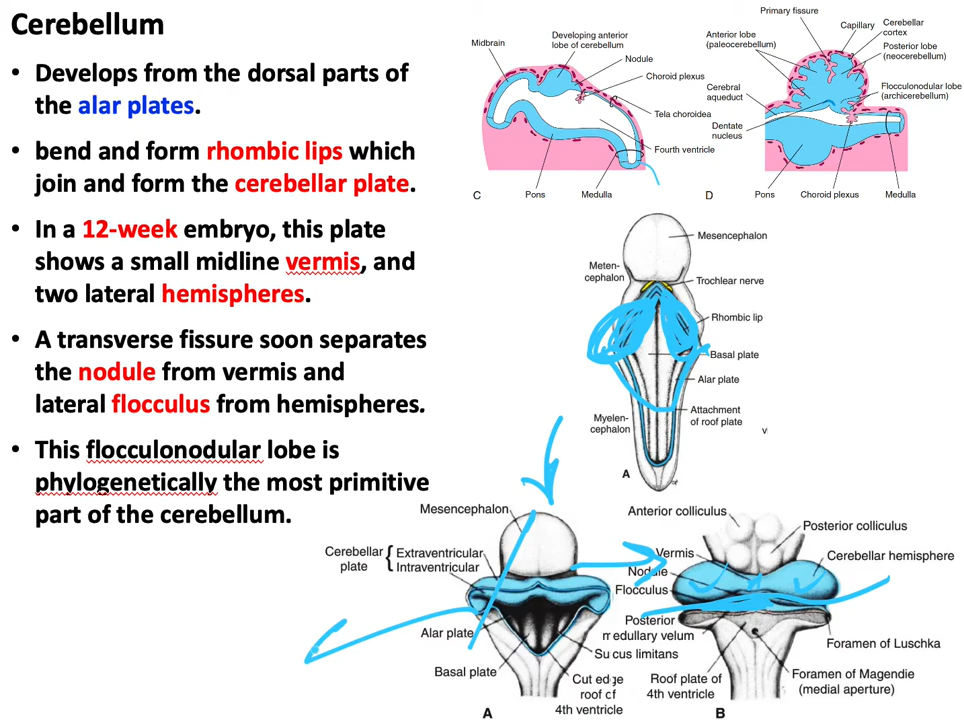 Cerebellum
• Develops from the dorsal parts of
the alar plates.
• bend and form rhombic lips which
join and form the cerebellar plate.
• In a 12-week embryo, this plate
shows a small midline vermis, and
two lateral hemispheres.
• A transverse fissure soon separates
the nodule from vermis and
lateral flocculus from hemispheres.
• This flocculonodular lobe is
phylogenetically the most primitive
part of the cerebellum.
Midbrain
Developing anterior
lobe of cerebellum
Nodule
Choroid plexus
Tela choroidea
Fourth ventricle
C
Pons
Medulla
Primary fissure
Capillary
Cerebellar
cortex
Anterior lobe
(paleocerebellum)
Posterior lobe
(neocerebellum)
Cerebral
aqueduct
Flocculonodular lobe
(archicerebellum)
Dentate
nucleus
D
Pons
Choroid plexus
Medulla
Mesencephalon
Meten-
cephalon
Trochlear nerve
Rhombic lip
Basal plate
Alar plate
Myelen-
cephalon
Attachment
of roof plate
v
A
Mesencephalon
Cerebellar
plate
Extraventricular
Intraventricular
Alar plate
Basal plate
Sulcus limitans
Cut edge
roof of
4th ventricle
A
Anterior colliculus
Posterior colliculus
Vermis
Nodule
Flocculus
Cerebellar hemisphere
Posterior
medullary velum
Roof plate of
4th ventricle
Foramen of Luschka
Foramen of Magendie
(medial aperture)
B